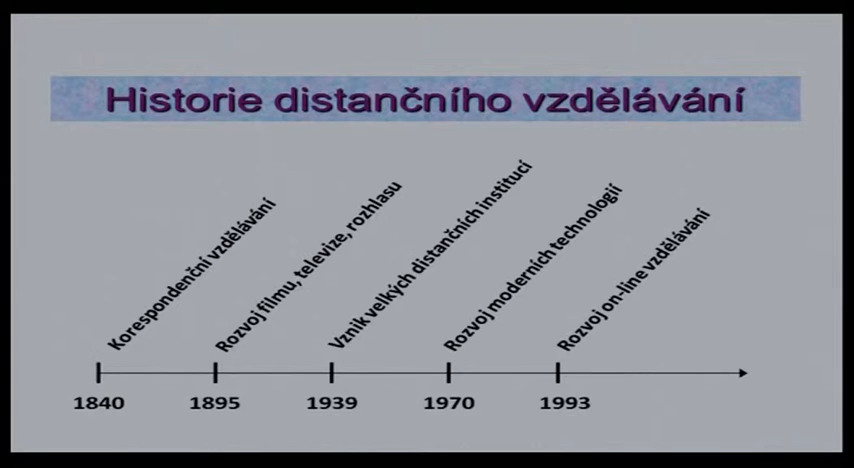 Historie distančního vzdělávání
Korespondenční vzdělávání
Rozvoj filmu, televize, rozhlasu
Vznik velkých distančních institucí
Rozvoj moderních technologií
Rozvoj on-line vzdělávání
1840
1895
1939
1970
1993